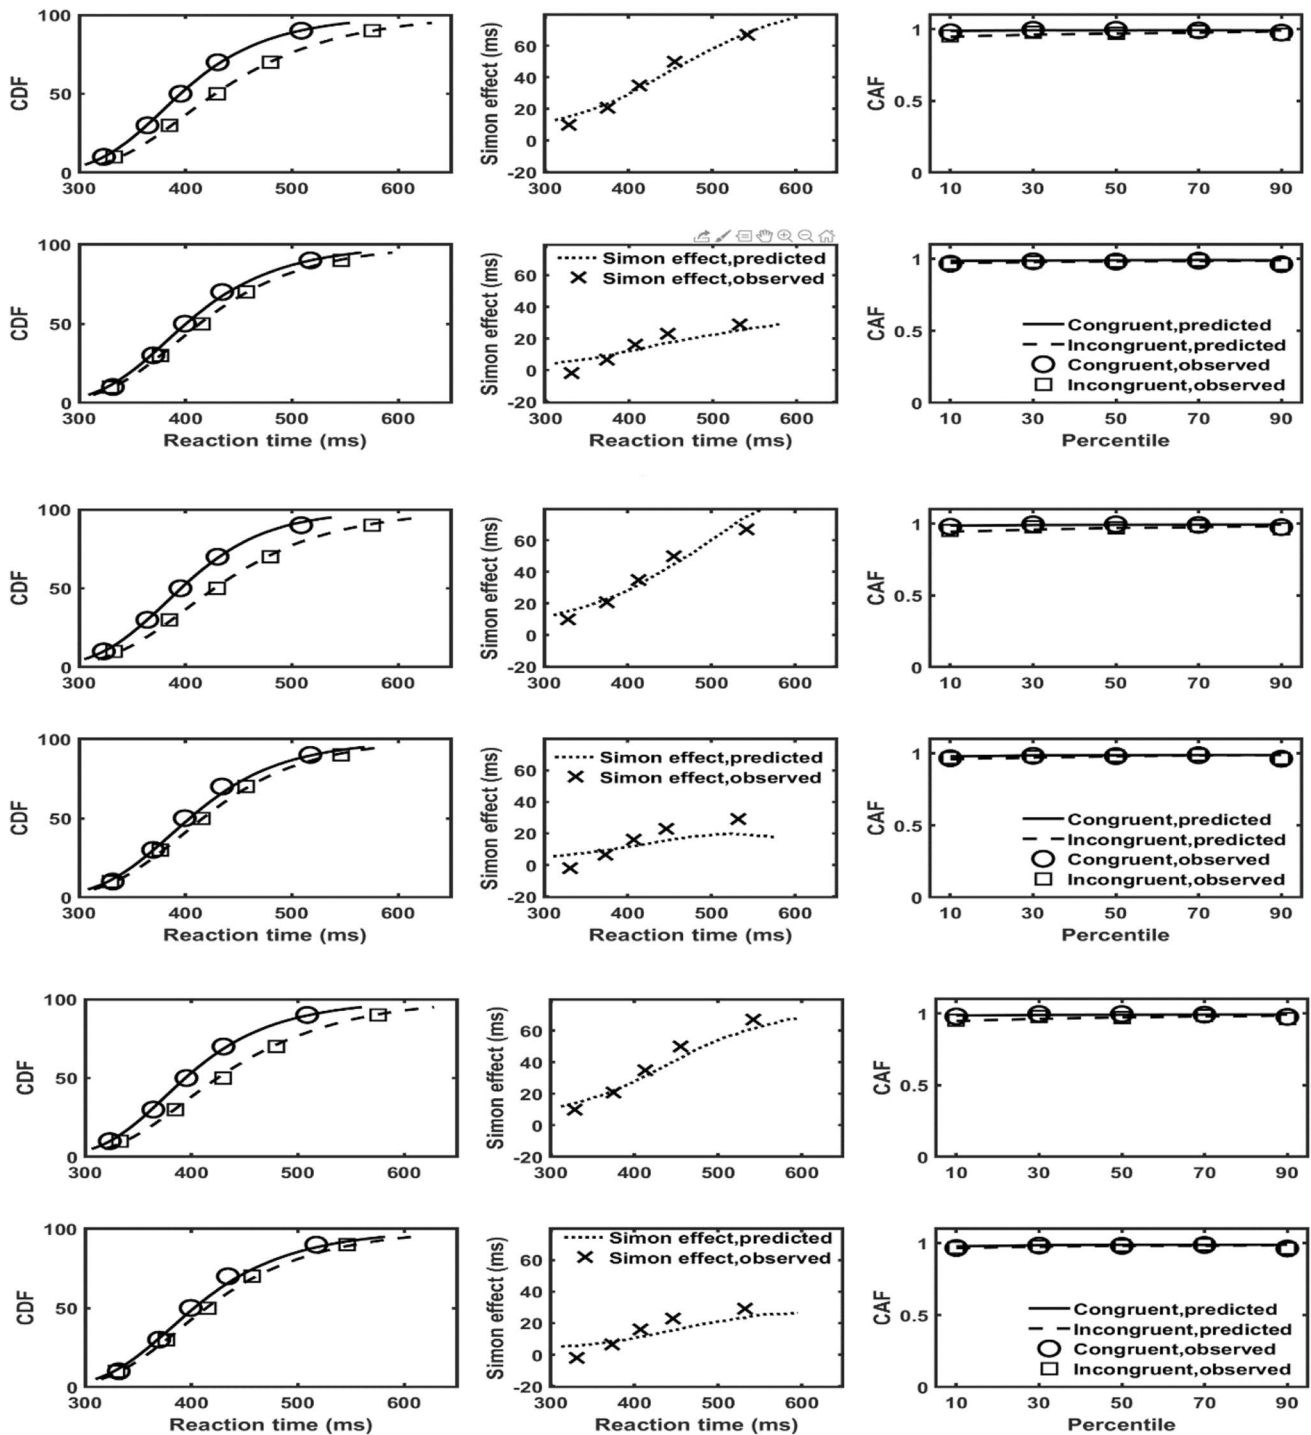 CDF
100
50
0
300 400 500 600
Simon effect (ms)
60
40
20
0
-20
300 400 500 600
CAF
1
0.5
0
10 30 50 70 90
CDF
100
50
0
300 400 500 600
Reaction time (ms)
Simon effect (ms)
60
40
20
0
-20
Simon effect,predicted
Simon effect,observed
300 400 500 600
Reaction time (ms)
CAF
1
0.5
0
Congruent,predicted
Incongruent,predicted
Congruent,observed
Incongruent,observed
10 30 50 70 90
Percentile
CDF
100
50
0
300 400 500 600
Simon effect (ms)
60
40
20
0
-20
300 400 500 600
CAF
1
0.5
0
10 30 50 70 90
CDF
100
50
0
300 400 500 600
Reaction time (ms)
Simon effect (ms)
60
40
20
0
-20
Simon effect,predicted
Simon effect,observed
300 400 500 600
Reaction time (ms)
CAF
1
0.5
0
Congruent,predicted
Incongruent,predicted
Congruent,observed
Incongruent,observed
10 30 50 70 90
Percentile
CDF
100
50
0
300 400 500 600
Simon effect (ms)
60
40
20
0
-20
300 400 500 600
CAF
1
0.5
0
10 30 50 70 90
CDF
100
50
0
300 400 500 600
Reaction time (ms)
Simon effect (ms)
60
40
20
0
-20
Simon effect,predicted
Simon effect,observed
300 400 500 600
Reaction time (ms)
CAF
1
0.5
0
Congruent,predicted
Incongruent,predicted
Congruent,observed
Incongruent,observed
10 30 50 70 90
Percentile